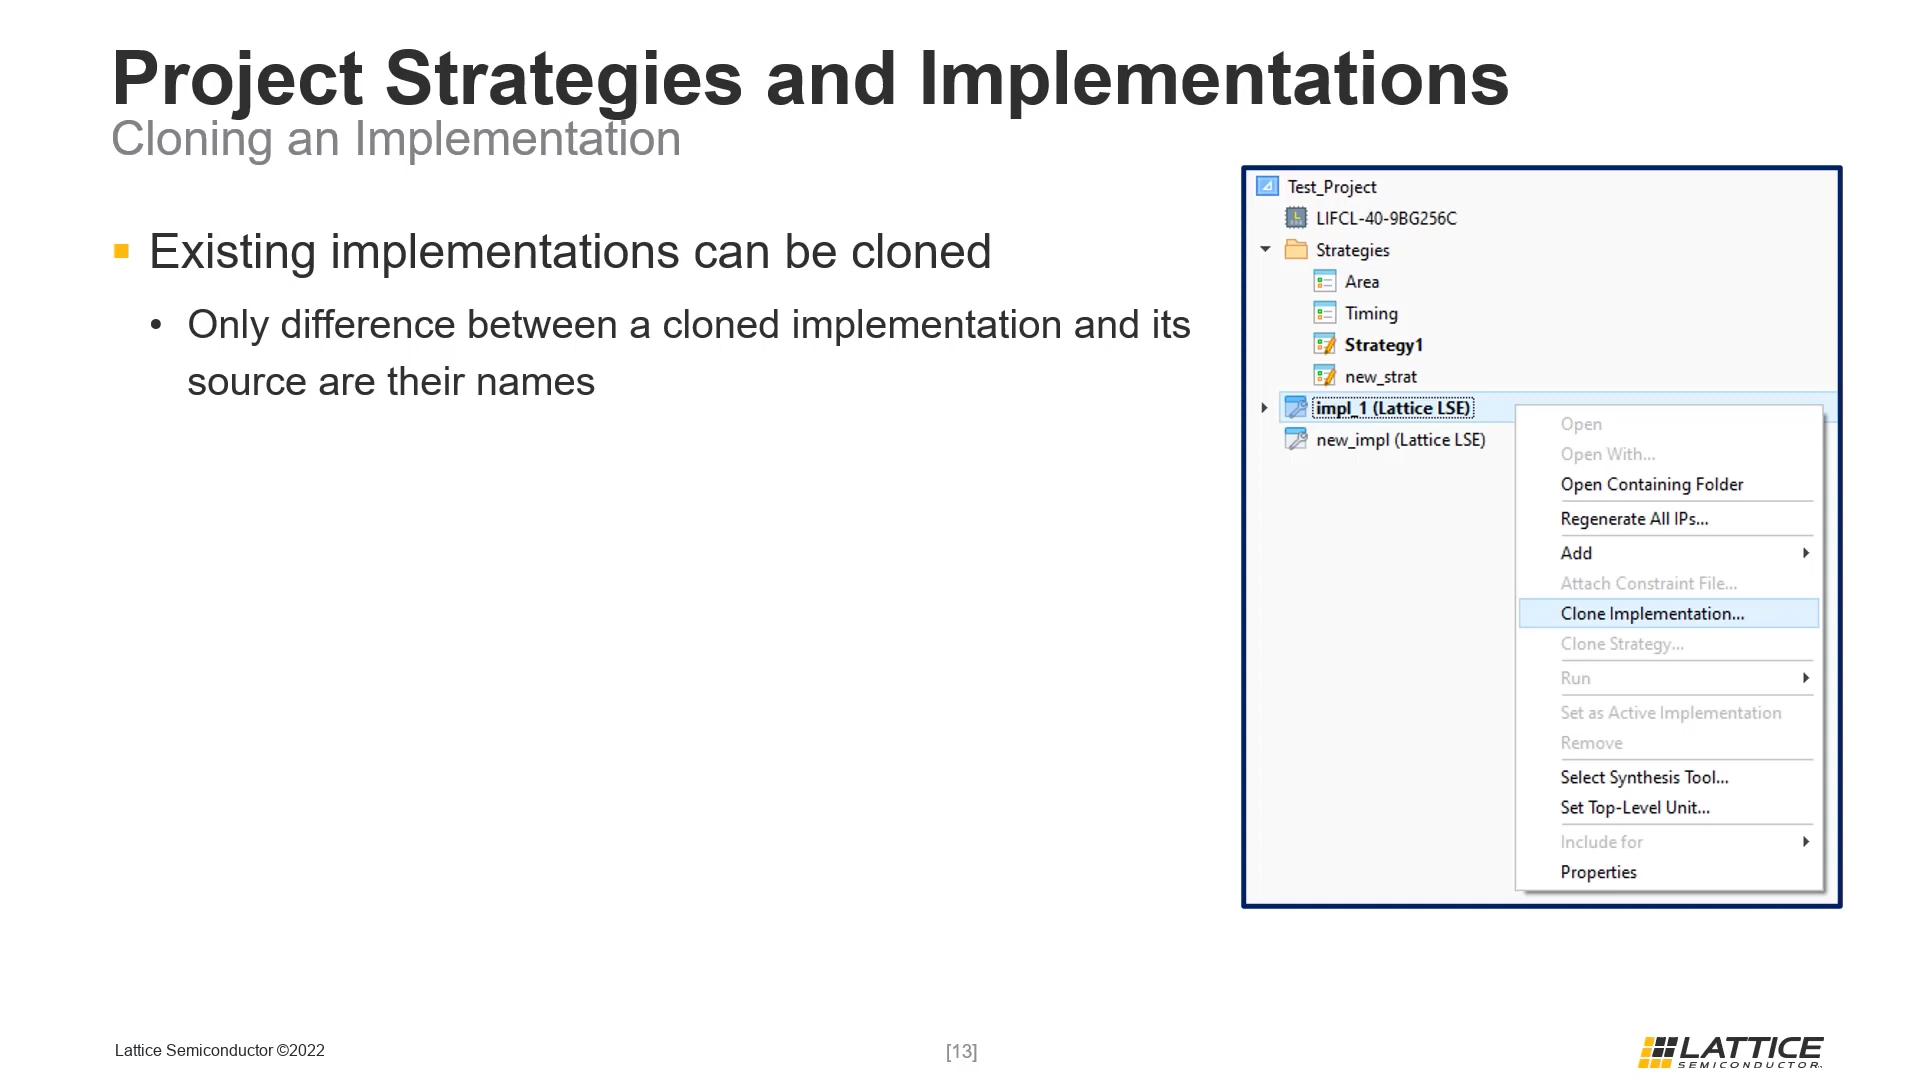 Project Strategies and Implementations
Cloning an Implementation
Existing implementations can be cloned
• Only difference between a cloned implementation and its
source are their names
Test_Project
LIFCL-40-9BG256C
Strategies
Area
Timing
Strategy1
new_strat
impl_1 (Lattice LSE)
new_impl (Lattice LSE)
Open
Open With...
Open Containing Folder
Regenerate All IPs...
Add
Attach Constraint File...
Clone Implementation...
Clone Strategy...
Run
Set as Active Implementation
Remove
Select Synthesis Tool...
Set Top-Level Unit...
Include for
Properties
Lattice Semiconductor ©2022
[13]
LATTICE
SEMICONDUCTOR